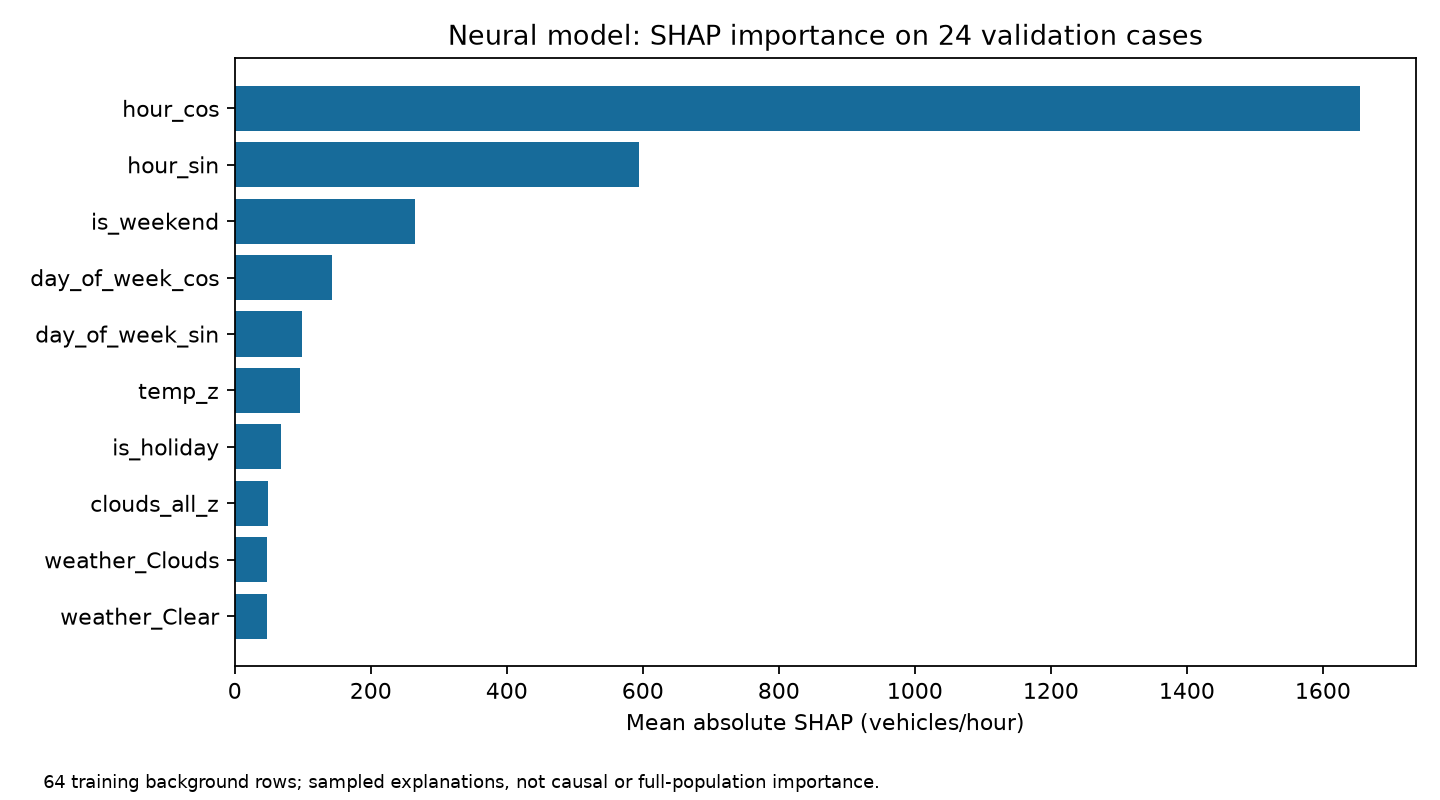 Neural model: SHAP importance on 24 validation cases
hour_cos
hour_sin
is_weekend
day_of_week_cos
day_of_week_sin
temp_z
is_holiday
clouds_all_z
weather_Clouds
weather_Clear
0 200 400 600 800 1000 1200 1400 1600
Mean absolute SHAP (vehicles/hour)
64 training background rows; sampled explanations, not causal or full-population importance.